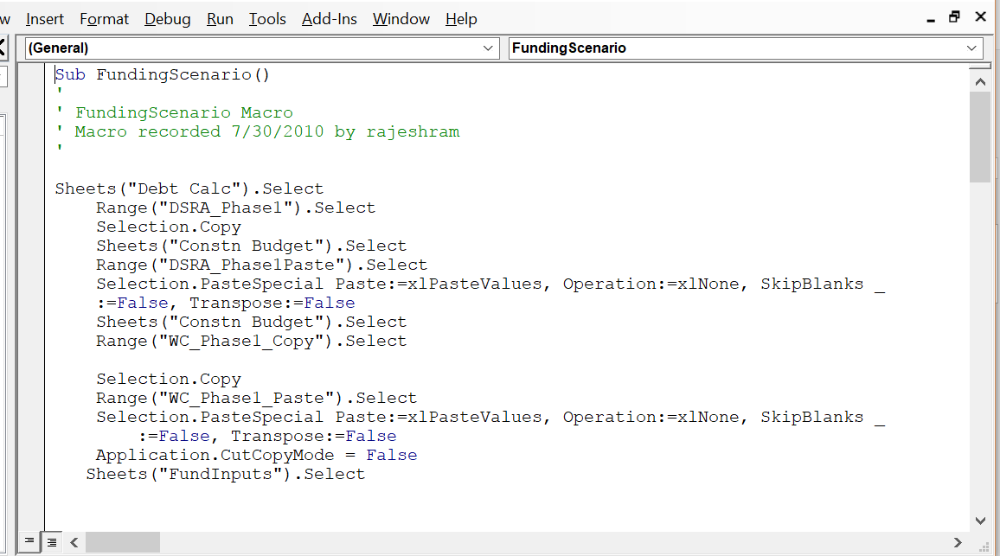 w Insert Format Debug Run Tools Add-Ins Window Help
(General) FundingScenario
Sub FundingScenario()
'
' FundingScenario Macro
' Macro recorded 7/30/2010 by rajeshram
'
Sheets("Debt Calc").Select
Range("DSRA_Phase1").Select
Selection.Copy
Sheets("Constn Budget").Select
Range("DSRA_Phase1Paste").Select
Selection.PasteSpecial Paste:=xlPasteValues, Operation:=xlNone, SkipBlanks _
:=False, Transpose:=False
Sheets("Constn Budget").Select
Range("WC_Phase1_Copy").Select
Selection.Copy
Range("WC_Phase1_Paste").Select
Selection.PasteSpecial Paste:=xlPasteValues, Operation:=xlNone, SkipBlanks _
:=False, Transpose:=False
Application.CutCopyMode = False
Sheets("FundInputs").Select